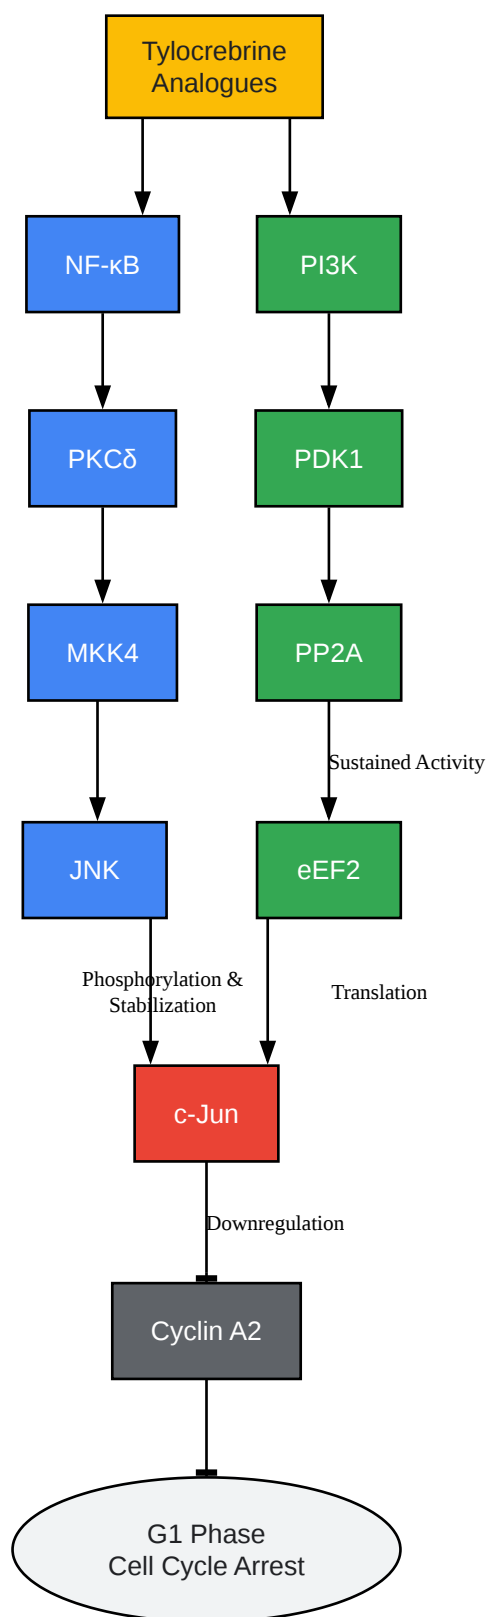 Tylocrebrine
Analogues
NF-κB
PI3K
PKCδ
PDK1
MKK4
PP2A
Sustained Activity
JNK
eEF2
Phosphorylation &
Stabilization
Translation
c-Jun
Downregulation
Cyclin A2
G1 Phase
Cell Cycle Arrest